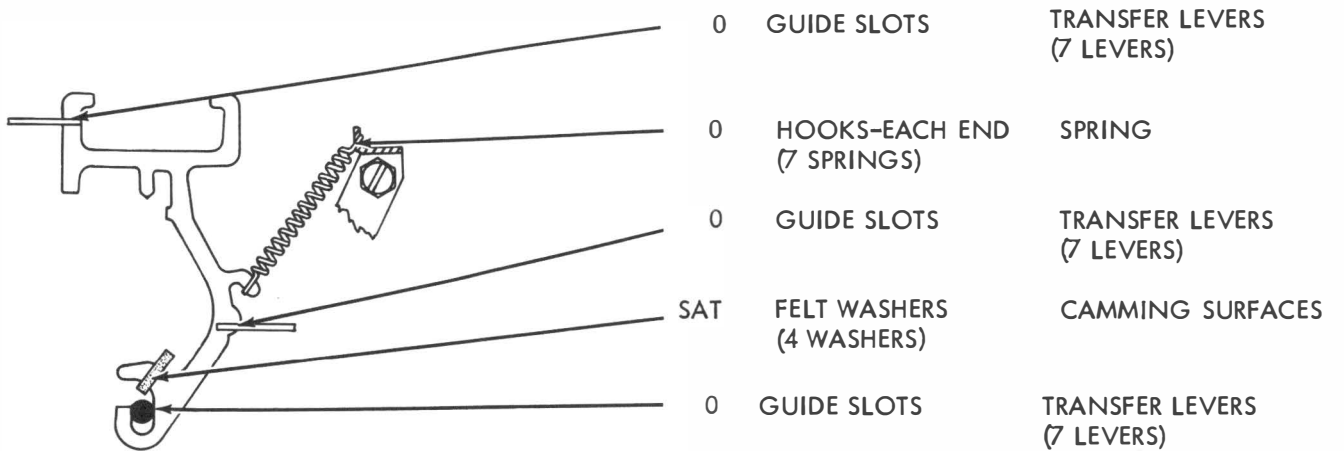 0 GUIDE SLOTS TRANSFER LEVERS
(7 LEVERS)
0 HOOKS-EACH END SPRING
(7 SPRINGS)
0 GUIDE SLOTS TRANSFER LEVERS
(7 LEVERS)
SAT FELT WASHERS CAMMING SURFACES
(4 WASHERS)
0 GUIDE SLOTS TRANSFER LEVERS
(7 LEVERS)